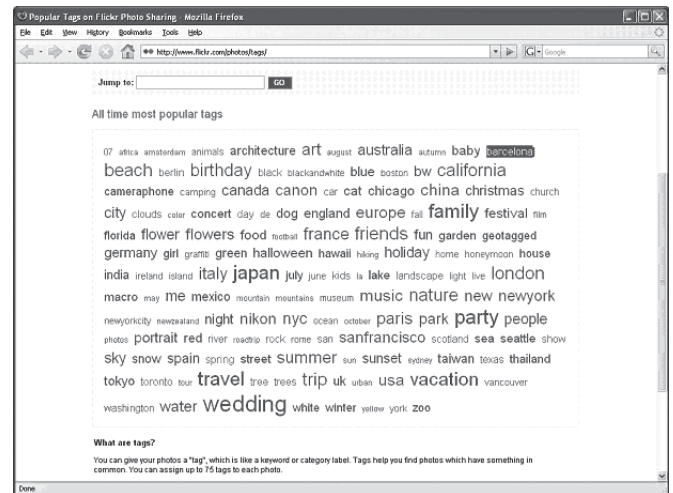 Popular Tags on Flickr Photo Sharing - Mozilla Firefox
File Edit View History Bookmarks Tools Help
http://www.flickr.com/photos/tags/ G Google
Jump to: GO
All time most popular tags
07 africa amsterdam animals architecture art august australia autumn baby barcelona
beach berlin birthday black blackandwhite blue boston bw california
cameraphone camping canada canon car cat chicago china christmas church
city clouds color concert day de dog england europe fall family festival film
florida flower flowers food football france friends fun garden geotagged
germany girl graffiti green halloween hawaii hiking holiday home honeymoon house
india ireland island italy japan july june kids la lake landscape light live london
macro may me mexico mountain mountains museum music nature new newyork
newyorkcity newzealand night nikon nyc ocean october paris park party people
photos portrait red river roadtrip rock rome san sanfrancisco scotland sea seattle show
sky snow spain spring street summer sun sunset sydney taiwan texas thailand
tokyo toronto tour travel tree trees trip uk urban usa vacation vancouver
washington water wedding white winter yellow york zoo
What are tags?
You can give your photos a "tag", which is like a keyword or category label. Tags help you find photos which have something in
common. You can assign up to 75 tags to each photo.
Done